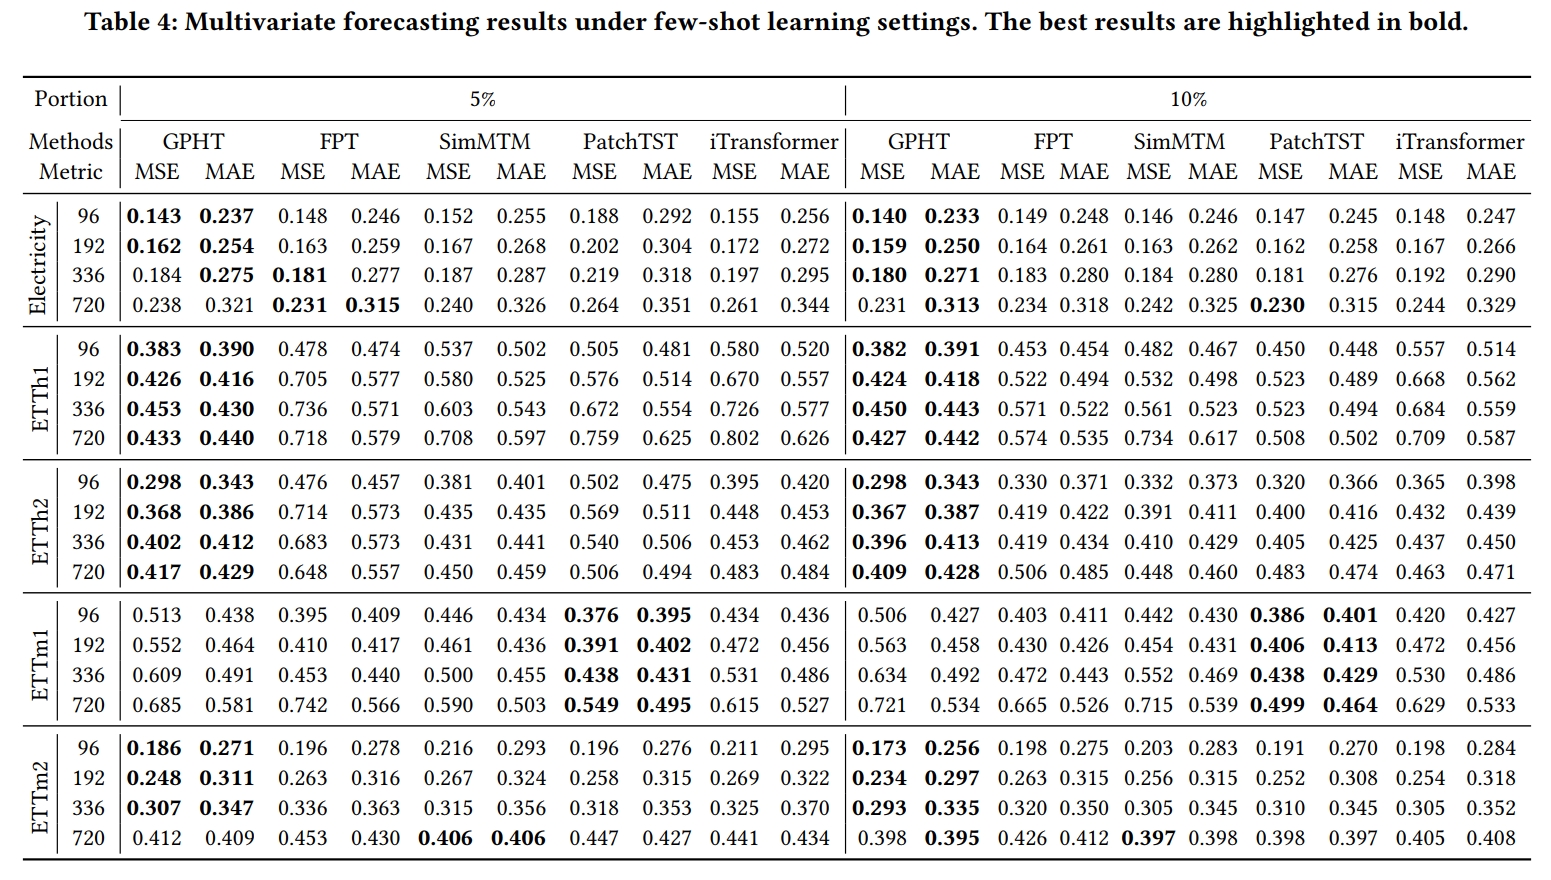 Table 4: Multivariate forecasting results under few-shot learning settings. The best results are highlighted in bold.
Portion 5% 10%
Methods GPHT FPT SimMTM PatchTST iTransformer GPHT FPT SimMTM PatchTST iTransformer
Metric MSE MAE MSE MAE MSE MAE MSE MAE MSE MAE MSE MAE MSE MAE MSE MAE MSE MAE MSE MAE
Electricity
96 0.143 0.237 0.148 0.246 0.152 0.255 0.188 0.292 0.155 0.256 0.140 0.233 0.149 0.248 0.146 0.246 0.147 0.245 0.148 0.247
192 0.162 0.254 0.163 0.259 0.167 0.268 0.202 0.304 0.172 0.272 0.159 0.250 0.164 0.261 0.163 0.262 0.162 0.258 0.167 0.266
336 0.184 0.275 0.181 0.277 0.187 0.287 0.219 0.318 0.197 0.295 0.180 0.271 0.183 0.280 0.184 0.280 0.181 0.276 0.192 0.290
720 0.238 0.321 0.231 0.315 0.240 0.326 0.264 0.351 0.261 0.344 0.231 0.313 0.234 0.318 0.242 0.325 0.230 0.315 0.244 0.329
ETTh1
96 0.383 0.390 0.478 0.474 0.537 0.502 0.505 0.481 0.580 0.520 0.382 0.391 0.453 0.454 0.482 0.467 0.450 0.448 0.557 0.514
192 0.426 0.416 0.705 0.577 0.580 0.525 0.576 0.514 0.670 0.557 0.424 0.418 0.522 0.494 0.532 0.498 0.523 0.489 0.668 0.562
336 0.453 0.430 0.736 0.571 0.603 0.543 0.672 0.554 0.726 0.577 0.450 0.443 0.571 0.522 0.561 0.523 0.523 0.494 0.684 0.559
720 0.433 0.440 0.718 0.579 0.708 0.597 0.759 0.625 0.802 0.626 0.427 0.442 0.574 0.535 0.734 0.617 0.508 0.502 0.709 0.587
ETTh2
96 0.298 0.343 0.476 0.457 0.381 0.401 0.502 0.475 0.395 0.420 0.298 0.343 0.330 0.371 0.332 0.373 0.320 0.366 0.365 0.398
192 0.368 0.386 0.714 0.573 0.435 0.435 0.569 0.511 0.448 0.453 0.367 0.387 0.419 0.422 0.391 0.411 0.400 0.416 0.432 0.439
336 0.402 0.412 0.683 0.573 0.431 0.441 0.540 0.506 0.453 0.462 0.396 0.413 0.419 0.434 0.410 0.429 0.405 0.425 0.437 0.450
720 0.417 0.429 0.648 0.557 0.450 0.459 0.506 0.494 0.483 0.484 0.409 0.428 0.506 0.485 0.448 0.460 0.483 0.474 0.463 0.471
ETTm1
96 0.513 0.438 0.395 0.409 0.446 0.434 0.376 0.395 0.434 0.436 0.506 0.427 0.403 0.411 0.442 0.430 0.386 0.401 0.420 0.427
192 0.552 0.464 0.410 0.417 0.461 0.436 0.391 0.402 0.472 0.456 0.563 0.458 0.430 0.426 0.454 0.431 0.406 0.413 0.472 0.456
336 0.609 0.491 0.453 0.440 0.500 0.455 0.438 0.431 0.531 0.486 0.634 0.492 0.472 0.443 0.552 0.469 0.438 0.429 0.530 0.486
720 0.685 0.581 0.742 0.566 0.590 0.503 0.549 0.495 0.615 0.527 0.721 0.534 0.665 0.526 0.715 0.539 0.499 0.464 0.629 0.533
ETTm2
96 0.186 0.271 0.196 0.278 0.216 0.293 0.196 0.276 0.211 0.295 0.173 0.256 0.198 0.275 0.203 0.283 0.191 0.270 0.198 0.284
192 0.248 0.311 0.263 0.316 0.267 0.324 0.258 0.315 0.269 0.322 0.234 0.297 0.263 0.315 0.256 0.315 0.252 0.308 0.254 0.318
336 0.307 0.347 0.336 0.363 0.315 0.356 0.318 0.353 0.325 0.370 0.293 0.335 0.320 0.350 0.305 0.345 0.310 0.345 0.305 0.352
720 0.412 0.409 0.453 0.430 0.406 0.406 0.447 0.427 0.441 0.434 0.398 0.395 0.426 0.412 0.397 0.398 0.398 0.397 0.405 0.408